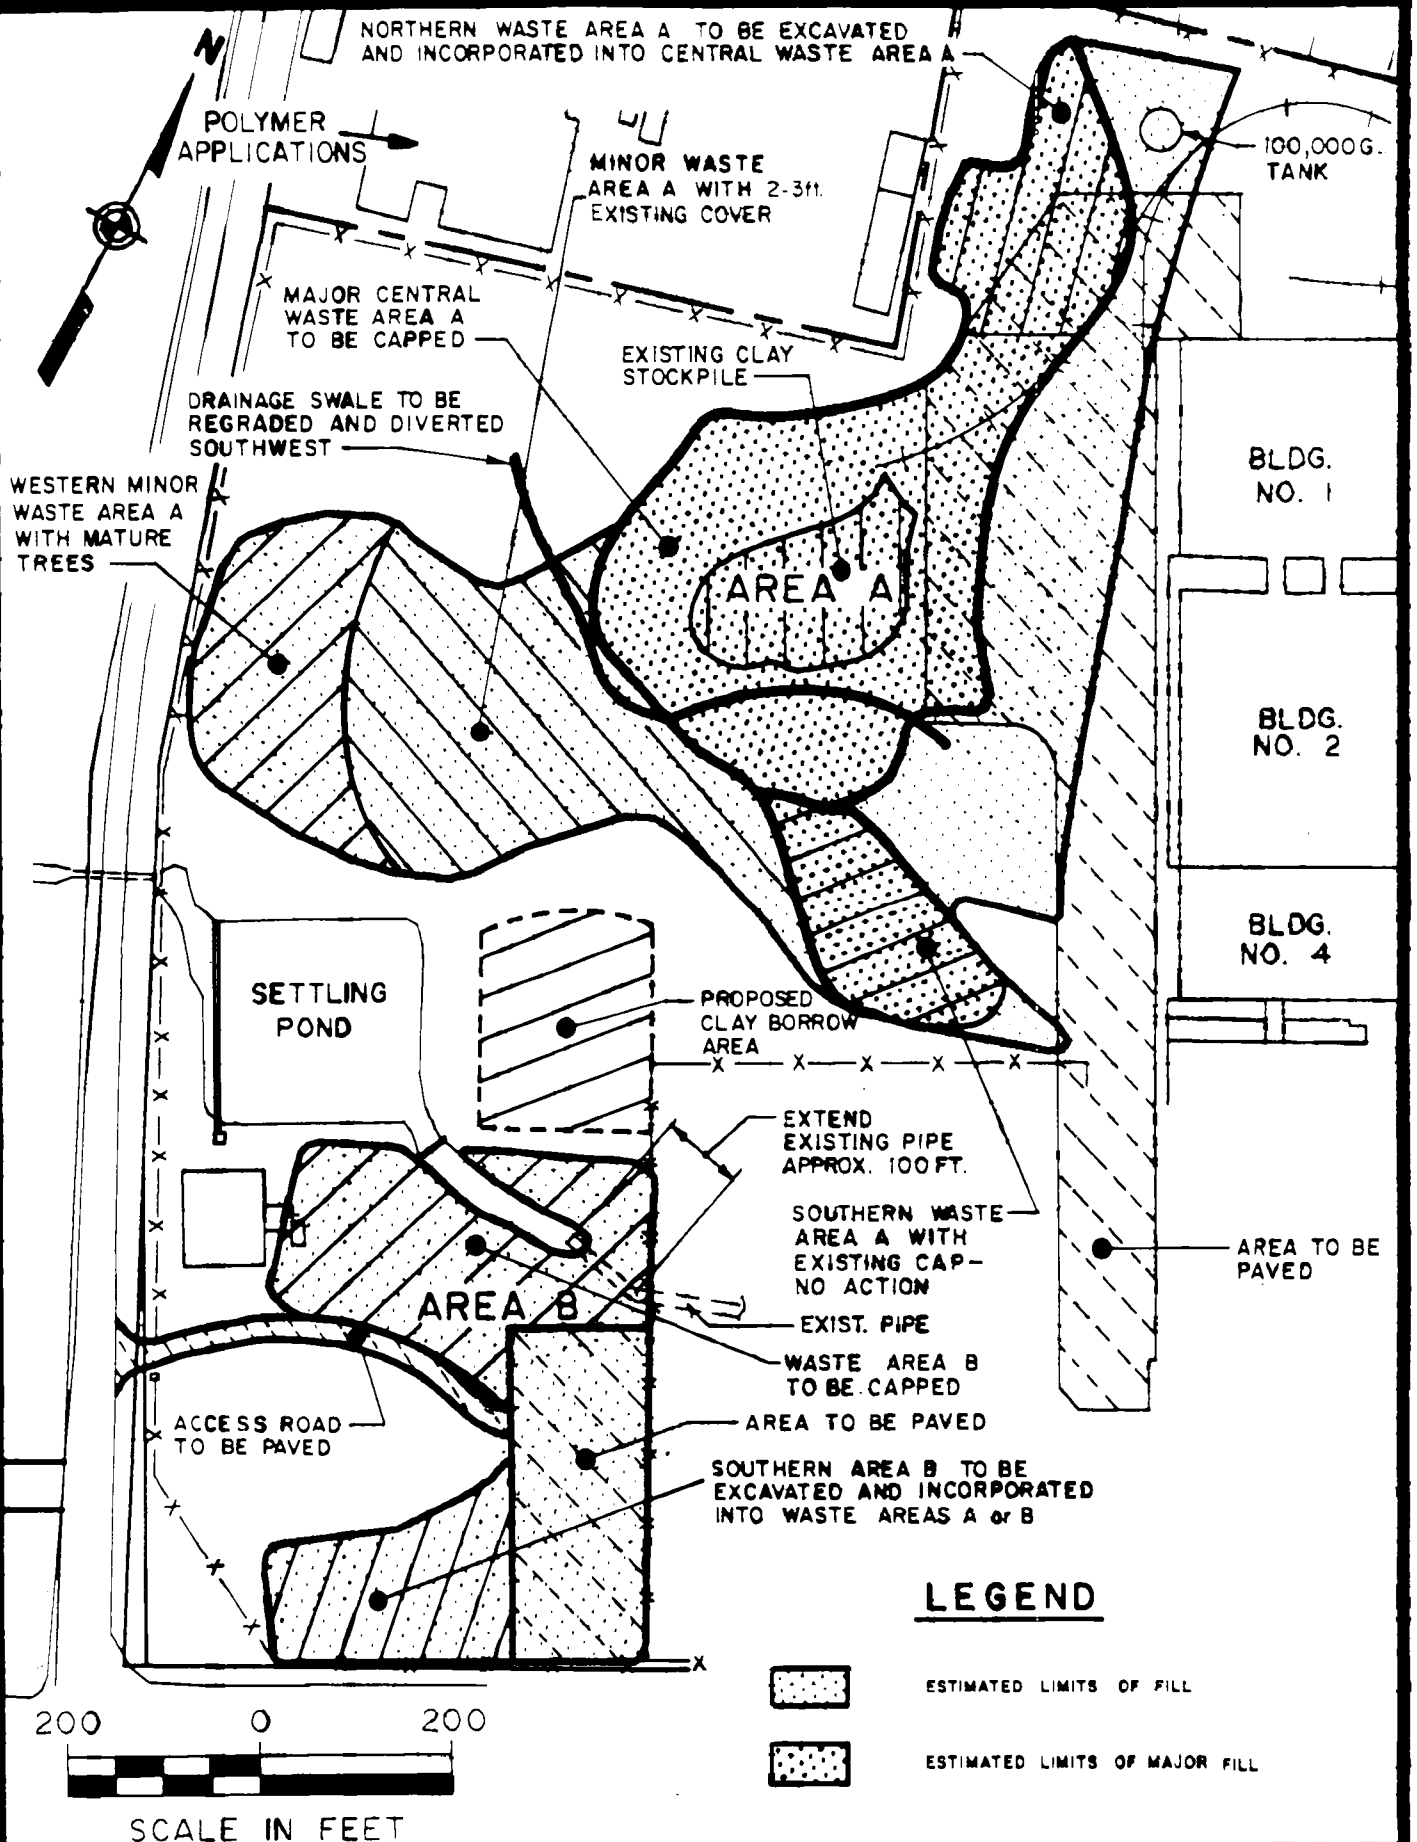 NORTHERN WASTE AREA A TO BE EXCAVATED
AND INCORPORATED INTO CENTRAL WASTE AREA A
N
POLYMER
APPLICATIONS
MINOR WASTE
AREA A WITH 2-3ft.
EXISTING COVER
100,000G.
TANK
MAJOR CENTRAL
WASTE AREA A
TO BE CAPPED
EXISTING CLAY
STOCKPILE
DRAINAGE SWALE TO BE
REGRADED AND DIVERTED
SOUTHWEST
WESTERN MINOR
WASTE AREA A
WITH MATURE
TREES
BLDG.
NO. 1
AREA A
BLDG.
NO. 2
BLDG.
NO. 4
SETTLING
POND
PROPOSED
CLAY BORROW
AREA
EXTEND
EXISTING PIPE
APPROX. 100 FT.
SOUTHERN WASTE
AREA A WITH
EXISTING CAP-
NO ACTION
AREA TO BE
PAVED
AREA B
EXIST. PIPE
WASTE AREA B
TO BE CAPPED
ACCESS ROAD
TO BE PAVED
AREA TO BE PAVED
SOUTHERN AREA B TO BE
EXCAVATED AND INCORPORATED
INTO WASTE AREAS A or B
LEGEND
ESTIMATED LIMITS OF FILL
ESTIMATED LIMITS OF MAJOR FILL
200 0 200
SCALE IN FEET